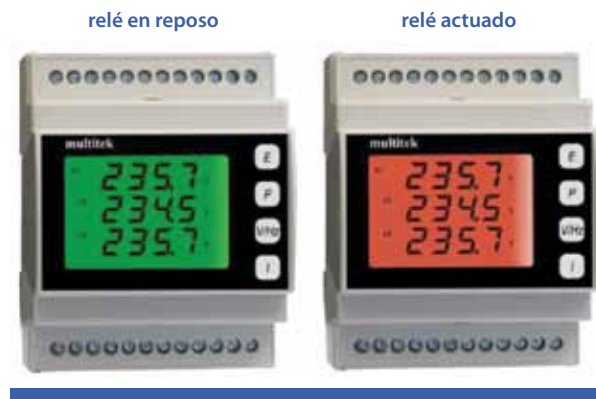 relé en reposo
relé actuado
multitek
235.7
234.5
235.7
E
P
V/Hz
I
multitek
235.7
234.5
235.7
E
P
V/Hz
I